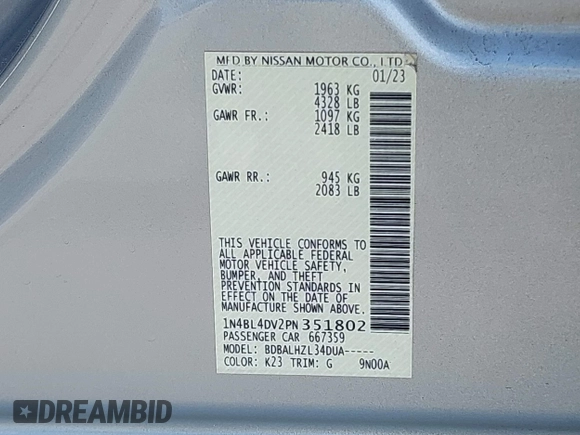 MFD BY NISSAN MOTOR CO., LTD
DATE: 01/23
GVWR: 1963 KG
4328 LB
GAWR FR.: 1097 KG
2418 LB
GAWR RR.: 945 KG
2083 LB
THIS VEHICLE CONFORMS TO
ALL APPLICABLE FEDERAL
MOTOR VEHICLE SAFETY,
BUMPER, AND THEFT
PREVENTION STANDARDS IN
EFFECT ON THE DATE OF
MANUFACTURE SHOWN ABOVE.
1N4BL4DV2PN351802
PASSENGER CAR 667359
MODEL: BDBALHZL34DUA-----
COLOR: K23 TRIM: G 9N00A
DREAMBID